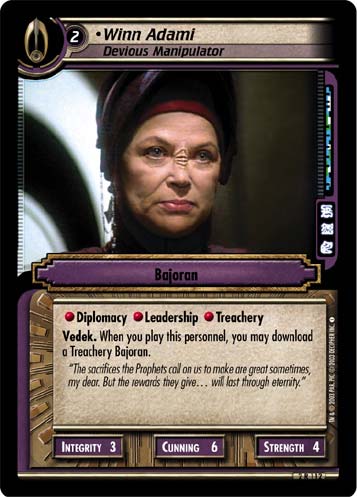 2
•Winn Adami
Devious Manipulator
Bajoran
Diplomacy Leadership Treachery
Vedek. When you play this personnel, you may download
a Treachery Bajoran.
"The sacrifices the Prophets call on us to make are great sometimes,
my dear. But the rewards they give… will last through eternity."
INTEGRITY 3 CUNNING 6 STRENGTH 4
2 R 112